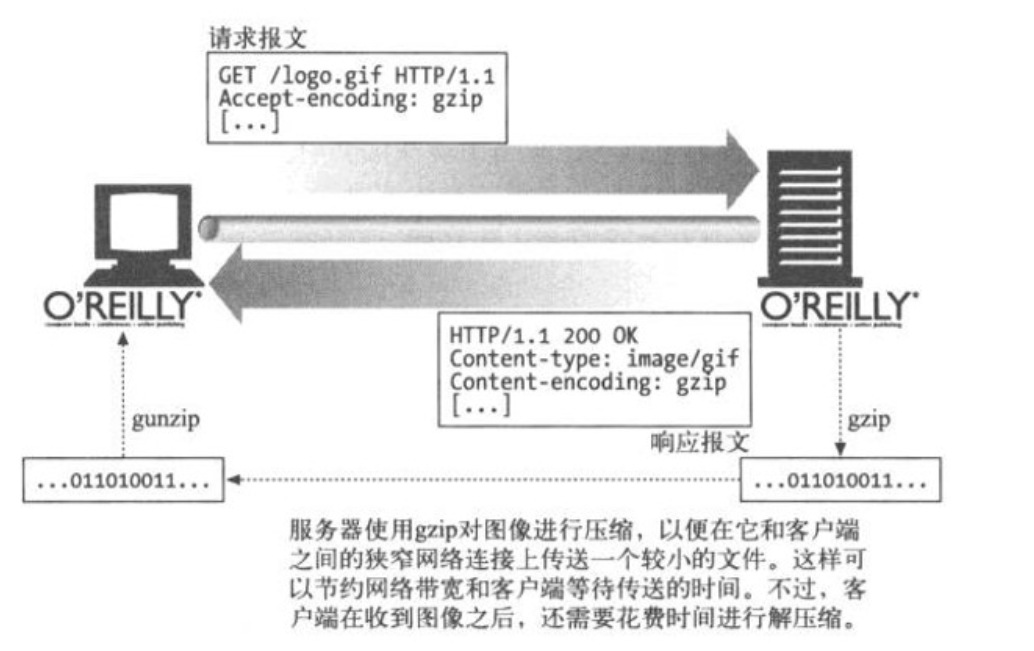 请求报文
GET /logo.gif HTTP/1.1
Accept-encoding: gzip
[...]
O'REILLY
O'REILLY
HTTP/1.1 200 OK
Content-type: image/gif
Content-encoding: gzip
[...]
响应报文
gunzip
gzip
...011010011...
...011010011...
服务器使用gzip对图像进行压缩，以便在它和客户端
之间的狭窄网络连接上传送一个较小的文件。这样可
以节约网络带宽和客户端等待传送的时间。不过，客
户端在收到图像之后，还需要花费时间进行解压缩。